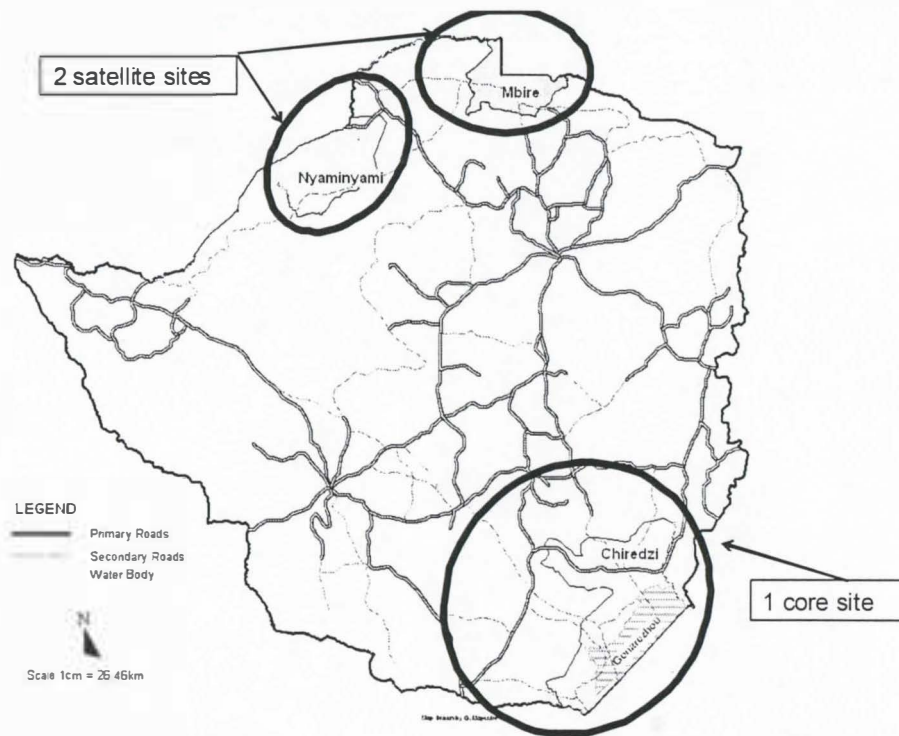 2 satellite sites
Mbire
Nyaminyami
LEGEND
Primary Roads
Secondary Roads
Water Body
N
Scale 1cm = 26.46km
Chiredzi
Gonarezhou
1 core site